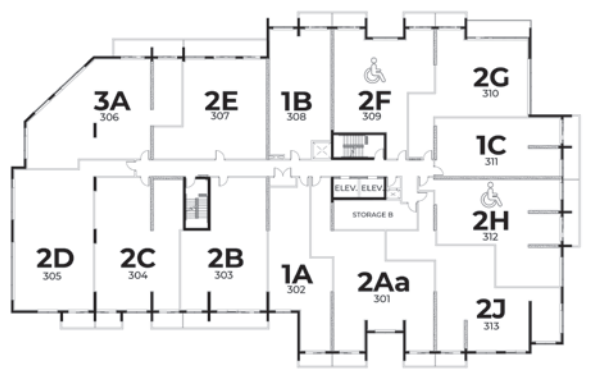 2G
310
3A
306
2E
307
1B
308
2F
309
1C
311
ELEV. ELEV.
STORAGE B
2H
312
2D
305
2C
304
2B
303
1A
302
2Aa
301
2J
313